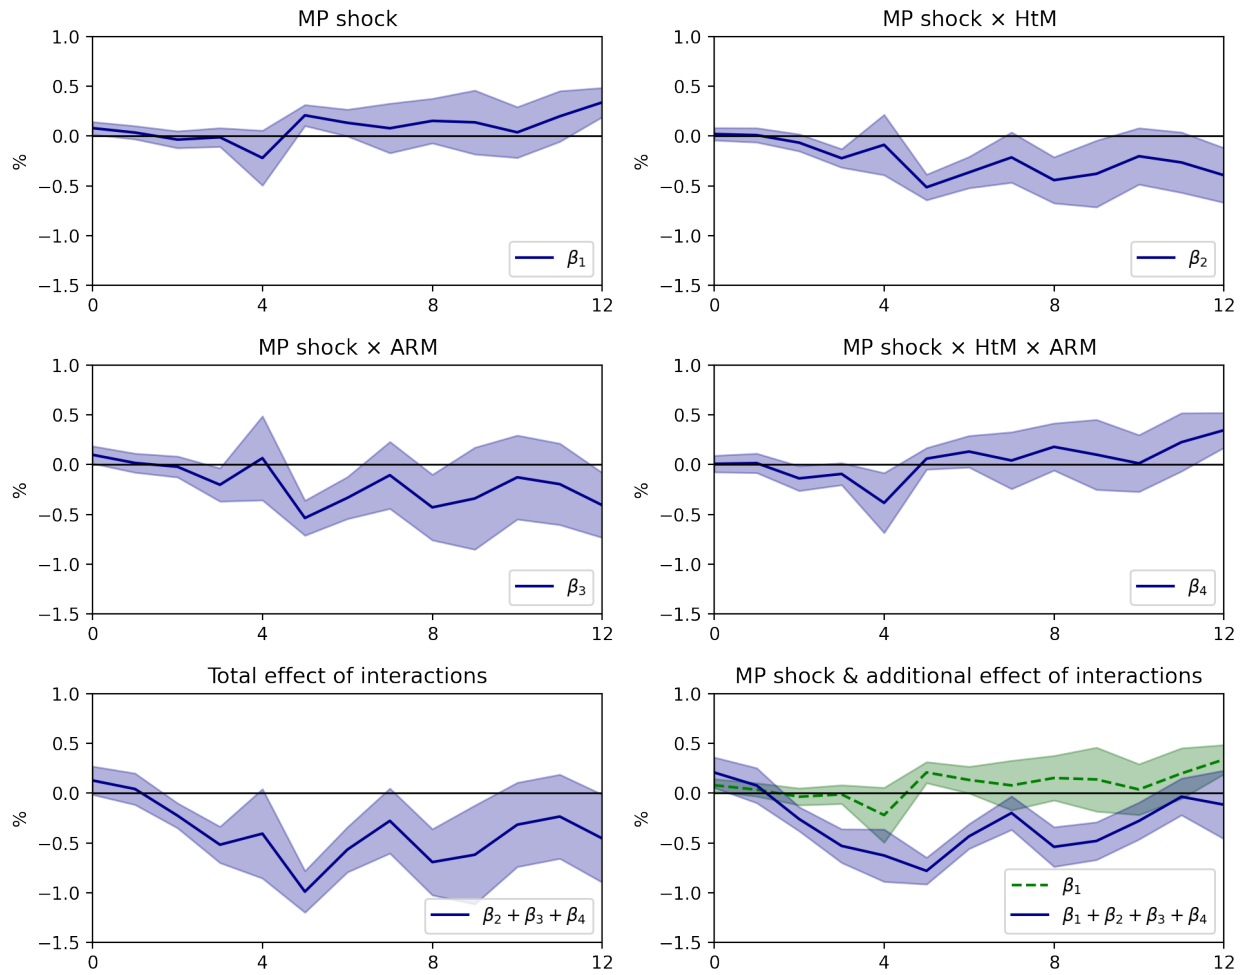 MP shock
1.0
0.5
0.0
−0.5
−1.0
−1.5
%
0 4 8 12
β₁
MP shock × HtM
1.0
0.5
0.0
−0.5
−1.0
−1.5
%
0 4 8 12
β₂
MP shock × ARM
1.0
0.5
0.0
−0.5
−1.0
−1.5
%
0 4 8 12
β₃
MP shock × HtM × ARM
1.0
0.5
0.0
−0.5
−1.0
−1.5
%
0 4 8 12
β₄
Total effect of interactions
1.0
0.5
0.0
−0.5
−1.0
−1.5
%
0 4 8 12
β₂ + β₃ + β₄
MP shock & additional effect of interactions
1.0
0.5
0.0
−0.5
−1.0
−1.5
%
0 4 8 12
β₁
β₁ + β₂ + β₃ + β₄